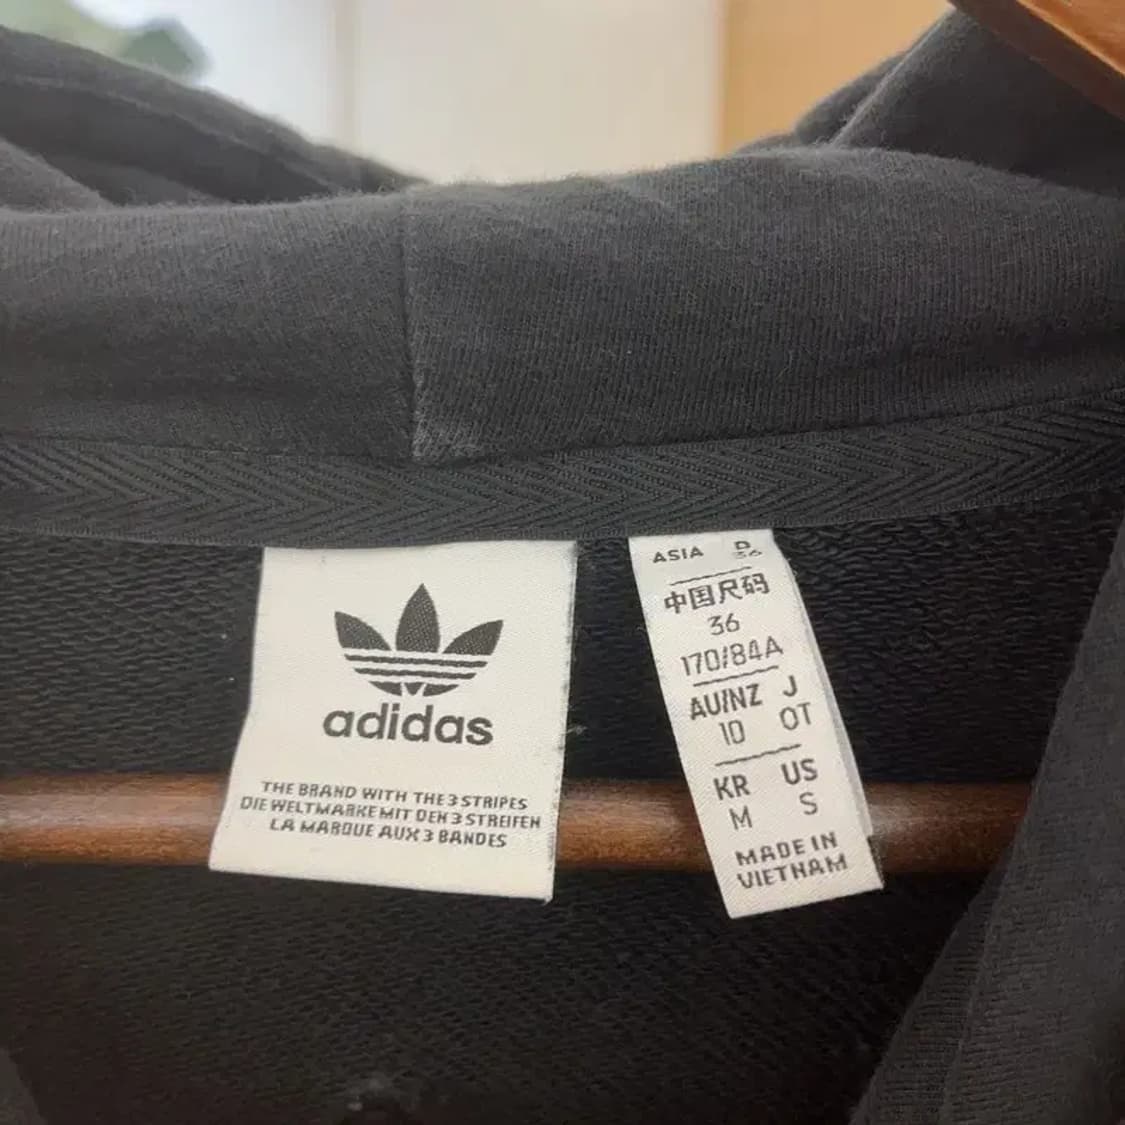 adidas
THE BRAND WITH THE 3 STRIPES
DIE WELTMARKE MIT DEN 3 STREIFEN
LA MARQUE AUX 3 BANDES
ASIA D
36
中国尺码
36
170/84A
AU/NZ J
10 OT
KR US
M S
MADE IN
VIETNAM